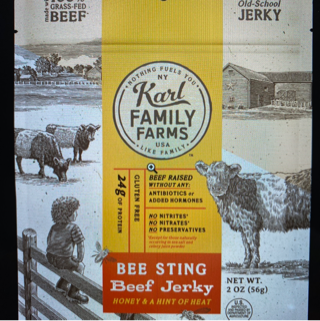 GRASS-FED
BEEF
Old-School
JERKY
NOTHING FUELS YOU
NY
Karl
FAMILY
FARMS
USA
LIKE FAMILY
TM
24g OF PROTEIN
GLUTEN FREE
BEEF RAISED
WITHOUT ANY:
ANTIBIOTICS or
ADDED HORMONES
NO NITRITES*
NO NITRATES*
NO PRESERVATIVES
BEE STING
Beef Jerky
HONEY & A HINT OF HEAT
NET WT.
2 OZ (56g)
U.S.